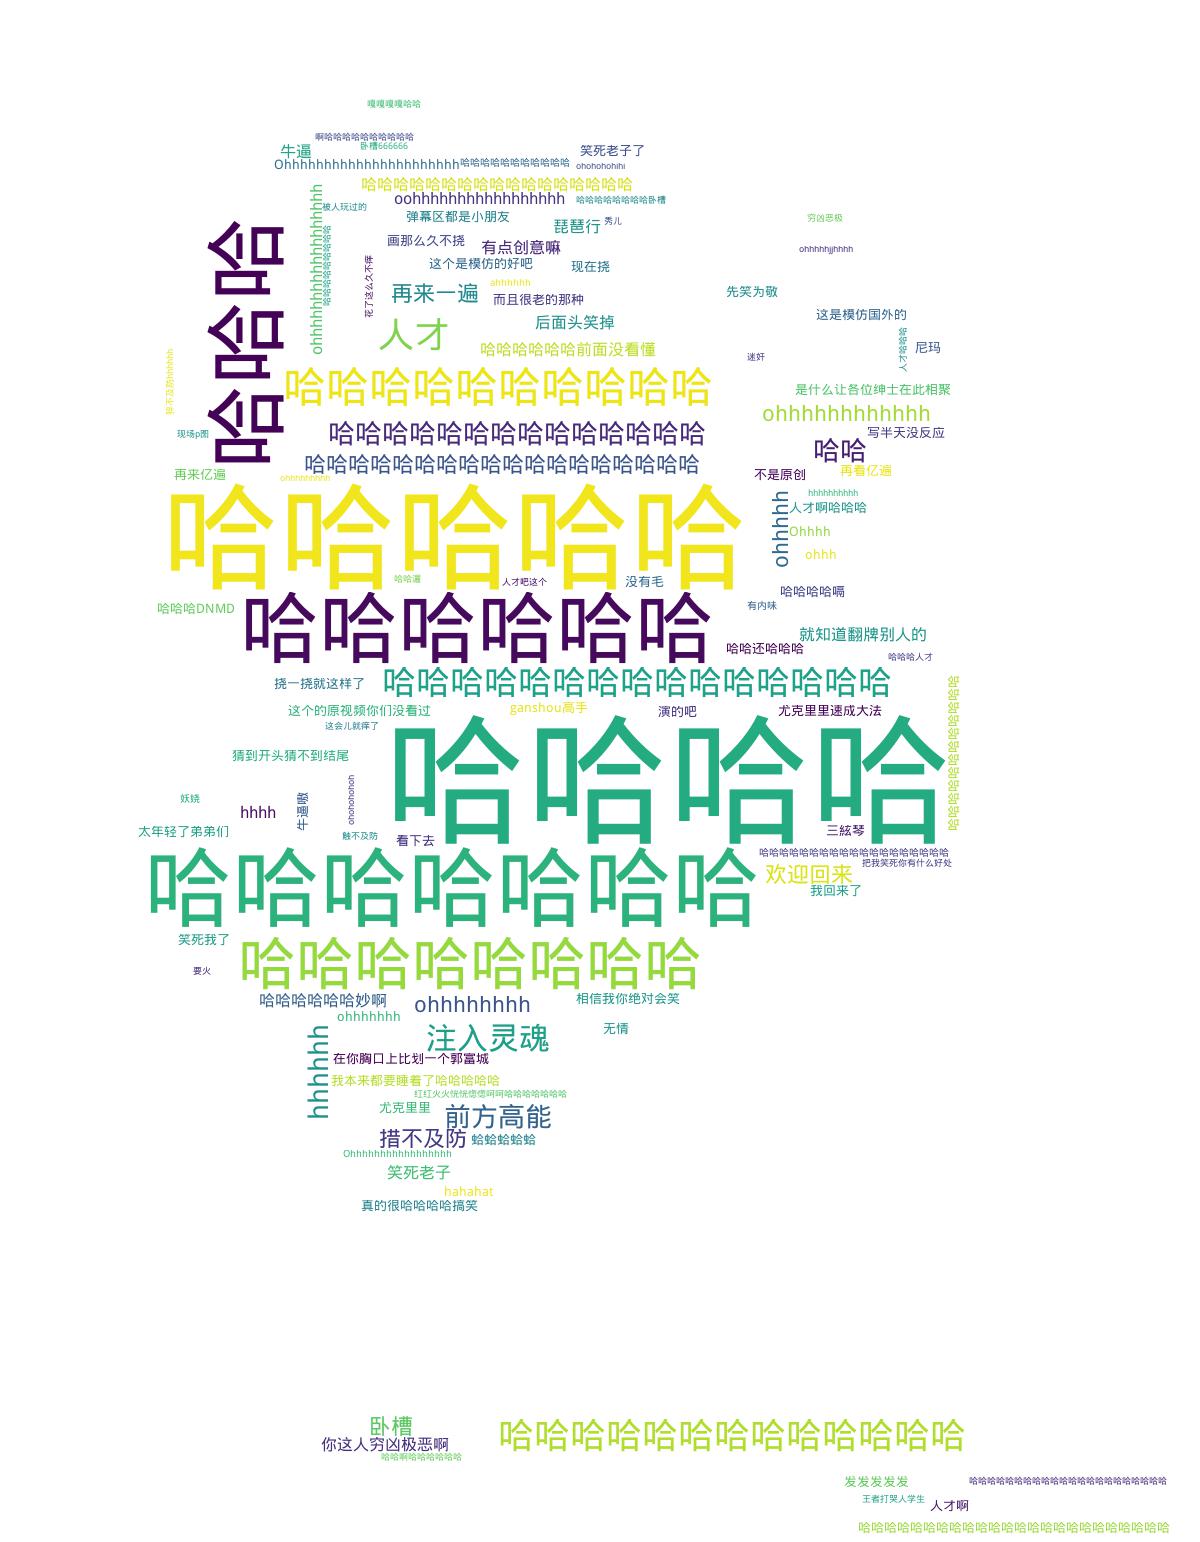 嘎嘎嘎嘎哈哈
啊哈哈哈哈哈哈哈哈哈哈
卧槽666666
牛逼
笑死老子了
Ohhhhhhhhhhhhhhhhhhhhhh
哈哈哈哈哈哈哈哈哈哈哈
ohohohohihi
哈哈哈哈哈哈哈哈哈哈哈哈哈哈哈哈哈
oohhhhhhhhhhhhhhhhh
哈哈哈哈哈哈哈哈卧槽
被人玩过的
弹幕区都是小朋友
琵琶行
秀儿
穷凶恶极
画那么久不挠
有点创意嘛
ohhhhhjjhhhh
哈哈哈
这个是模仿的好吧
现在挠
花了这么久不痒
ahhhhhh
再来一遍
而且很老的那种
先笑为敬
后面头笑掉
这是模仿国外的
人才
人才哈哈哈
尼玛
哈哈哈哈哈哈前面没看懂
迷奸
哈哈哈哈哈哈哈哈哈哈
是什么让各位绅士在此相聚
ohhhhhhhhhhhh
现场p图
哈哈哈哈哈哈哈哈哈哈哈哈哈哈
写半天没反应
哈哈
哈哈哈哈哈哈哈哈哈哈哈哈哈哈哈哈哈哈
再来亿遍
ohhhhhhhhh
不是原创
再看亿遍
哈哈哈哈哈
hhhhhhhhhh
ohhhhhh
人才啊哈哈哈
Ohhhh
ohhh
人才吧这个
没有毛
哈哈哈哈嗝
哈哈哈DNMD
哈哈哈哈哈哈
有内味
就知道翻牌别人的
哈哈还哈哈哈
哈哈哈人才
挠一挠就这样了
哈哈哈哈哈哈哈哈哈哈哈哈哈哈哈
这个的原视频你们没看过
ganshou高手
演的吧
尤克里里速成大法
这会儿就痒了
哈哈哈哈
猜到开头猜不到结尾
妖娆
hhhh
牛逼嗷
ohohohohoh
太年轻了弟弟们
触不及防
看下去
三絃琴
哈哈哈哈哈哈哈
哈哈哈哈哈哈哈哈哈哈哈哈哈哈哈哈哈哈哈
把我笑死你有什么好处
欢迎回来
我回来了
笑死我了
哈哈哈哈哈哈哈哈
要火
哈哈哈哈哈哈妙啊
ohhhhhhhh
相信我你绝对会笑
ohhhhhhh
hhhhhhh
注入灵魂
无情
在你胸口上比划一个郭富城
我本来都要睡着了哈哈哈哈哈
尤克里里
前方高能
措不及防
蛤蛤蛤蛤蛤
Ohhhhhhhhhhhhhhhhh
笑死老子
hahahat
真的很哈哈哈哈搞笑
卧槽
哈哈哈哈哈哈哈哈哈哈哈哈哈
你这人穷凶极恶啊
哈哈啊哈哈哈哈哈哈
发发发发发
哈哈哈哈哈哈哈哈哈哈哈哈哈哈哈哈哈哈哈哈哈哈
王者打哭人学生
人才啊
哈哈哈哈哈哈哈哈哈哈哈哈哈哈哈哈哈哈哈哈哈哈哈哈